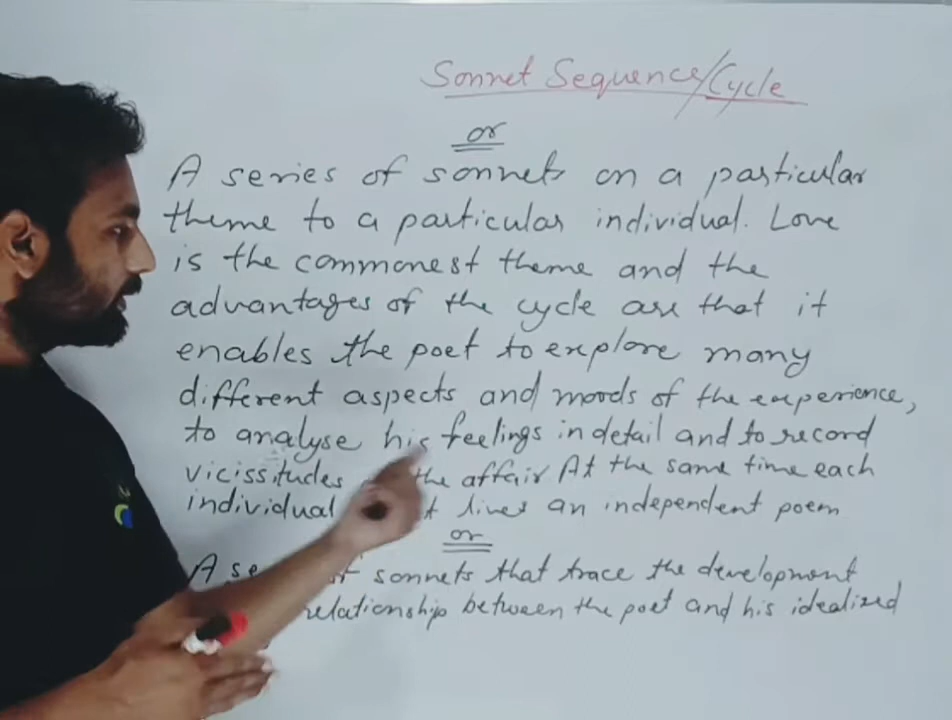 Sonnet Sequence/Cycle
or
A series of sonnets on a particular
theme to a particular individual. Love
is the commonest theme and the
advantages of the cycle are that it
enables the poet to explore many
different aspects and moods of the experience,
to analyse his feelings in detail and to record
vicissitudes the affair At the same time each
individual lives an independent poem
or
A sonnets that trace the development
relationship between the poet and his idealized